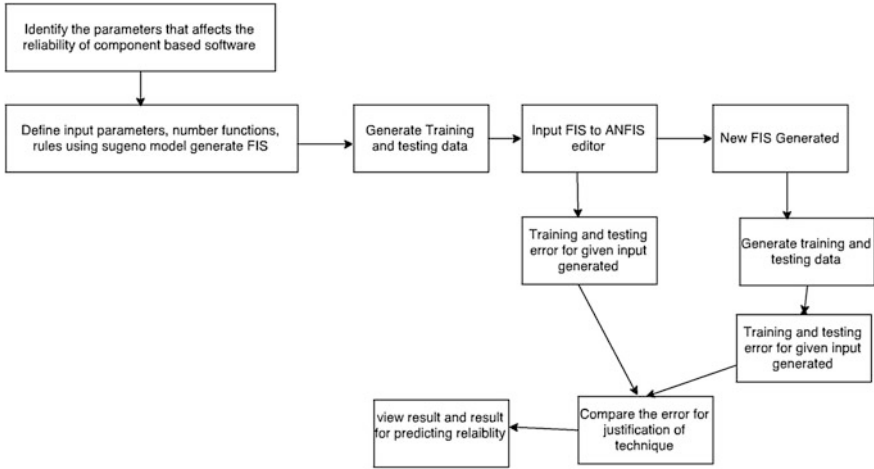 Identify the parameters that affects the
reliability of component based software
Define input parameters, number functions,
rules using sugeno model generate FIS
Generate Training
and testing data
Input FIS to ANFIS
editor
New FIS Generated
Training and testing
error for given input
generated
Generate training and
testing data
Training and testing
error for given input
generated
Compare the error for
justification of
technique
view result and result
for predicting relaiblity